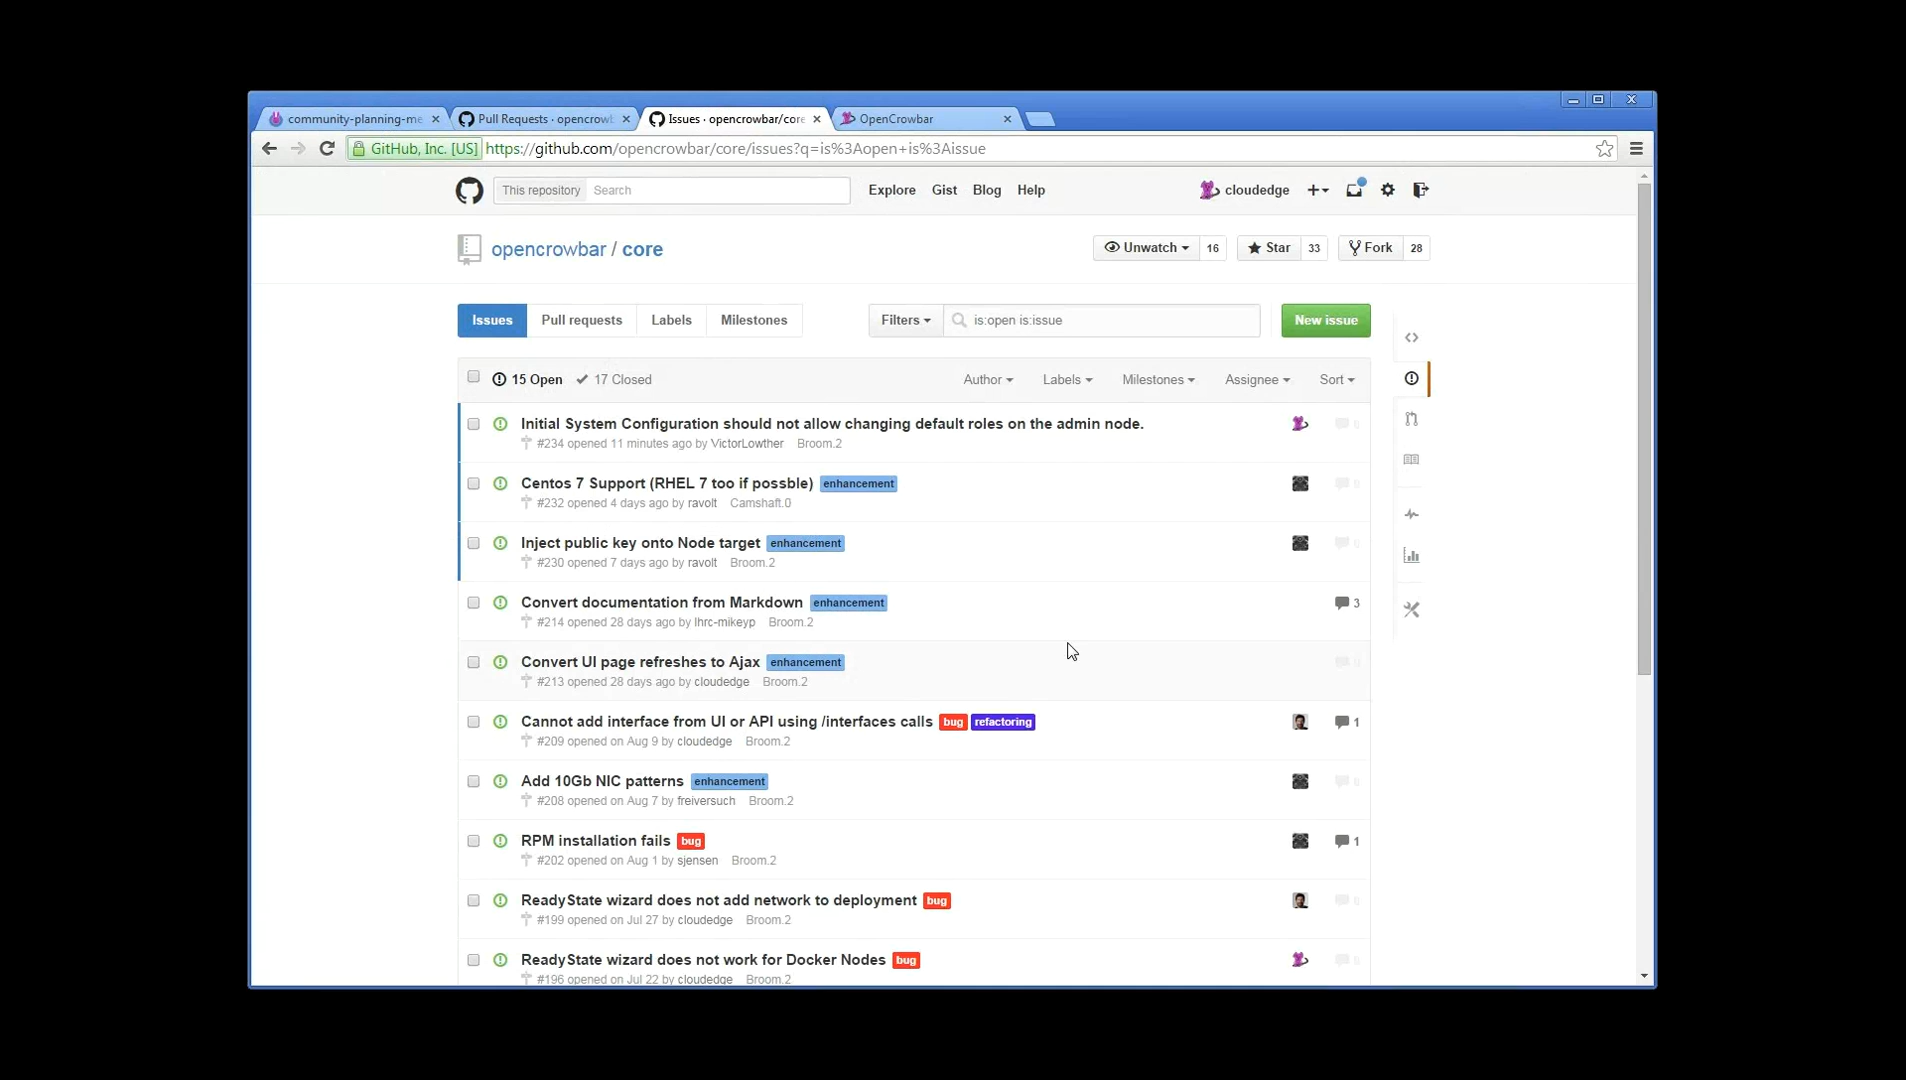 community-planning-me
Pull Requests · opencrowb
Issues · opencrowbar/core
OpenCrowbar
GitHub, Inc. [US] https://github.com/opencrowbar/core/issues?q=is%3Aopen+is%3Aissue
This repository Search Explore Gist Blog Help cloudedge
opencrowbar / core Unwatch 16 Star 33 Fork 28
Issues Pull requests Labels Milestones Filters is:open is:issue New issue
15 Open 17 Closed Author Labels Milestones Assignee Sort
Initial System Configuration should not allow changing default roles on the admin node.
#234 opened 11 minutes ago by VictorLowther Broom.2
Centos 7 Support (RHEL 7 too if possble) enhancement
#232 opened 4 days ago by ravolt Camshaft.0
Inject public key onto Node target enhancement
#230 opened 7 days ago by ravolt Broom.2
Convert documentation from Markdown enhancement 3
#214 opened 28 days ago by lhrc-mikeyp Broom.2
Convert UI page refreshes to Ajax enhancement
#213 opened 28 days ago by cloudedge Broom.2
Cannot add interface from UI or API using /interfaces calls bug refactoring 1
#209 opened on Aug 9 by cloudedge Broom.2
Add 10Gb NIC patterns enhancement
#208 opened on Aug 7 by freiversuch Broom.2
RPM installation fails bug 1
#202 opened on Aug 1 by sjensen Broom.2
ReadyState wizard does not add network to deployment bug
#199 opened on Jul 27 by cloudedge Broom.2
ReadyState wizard does not work for Docker Nodes bug
#196 opened on Jul 22 by cloudedge Broom.2